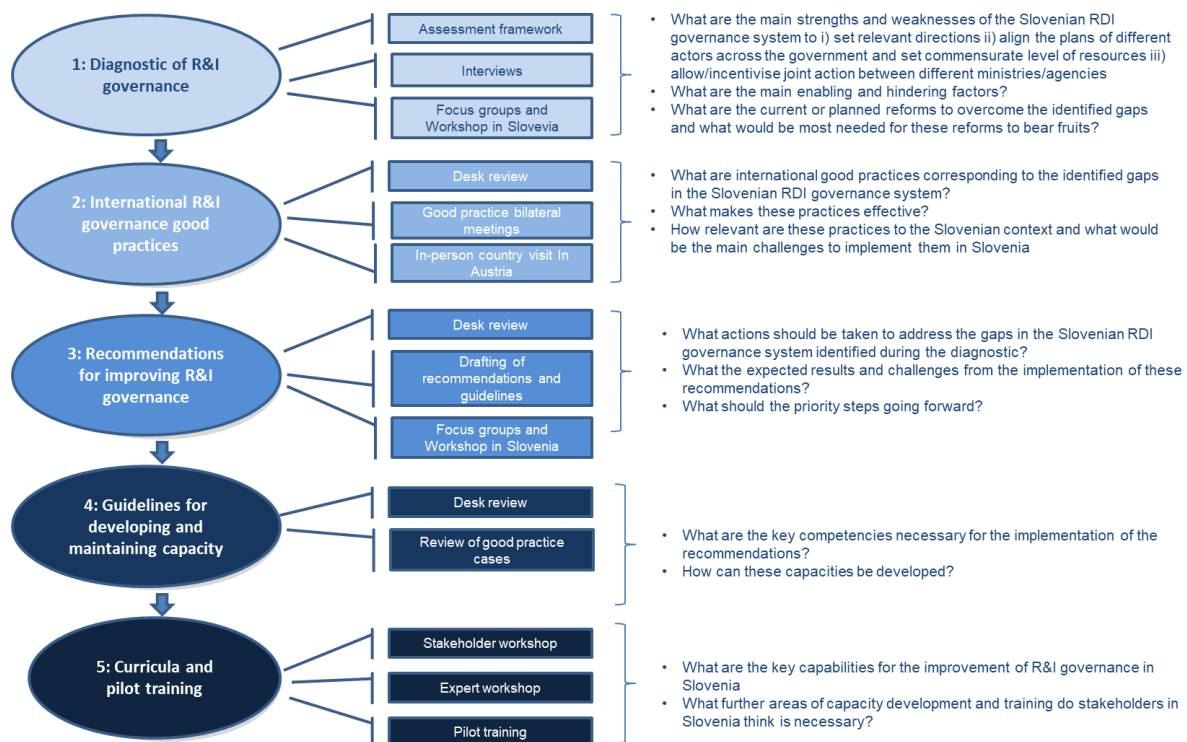 1: Diagnostic of R&I
governance
Assessment framework
Interviews
Focus groups and
Workshop in Slovevia
• What are the main strengths and weaknesses of the Slovenian RDI
governance system to i) set relevant directions ii) align the plans of different
actors across the government and set commensurate level of resources iii)
allow/incentivise joint action between different ministries/agencies
• What are the main enabling and hindering factors?
• What are the current or planned reforms to overcome the identified gaps
and what would be most needed for these reforms to bear fruits?
2: International R&I
governance good
practices
Desk review
Good practice bilateral
meetings
In-person country visit In
Austria
• What are international good practices corresponding to the identified gaps
in the Slovenian RDI governance system?
• What makes these practices effective?
• How relevant are these practices to the Slovenian context and what would
be the main challenges to implement them in Slovenia
3: Recommendations
for improving R&I
governance
Desk review
Drafting of
recommendations and
guidelines
Focus groups and
Workshop in Slovenia
• What actions should be taken to address the gaps in the Slovenian RDI
governance system identified during the diagnostic?
• What the expected results and challenges from the implementation of these
recommendations?
• What should the priority steps going forward?
4: Guidelines for
developing and
maintaining capacity
Desk review
Review of good practice
cases
• What are the key competencies necessary for the implementation of the
recommendations?
• How can these capacities be developed?
5: Curricula and
pilot training
Stakeholder workshop
Expert workshop
Pilot training
• What are the key capabilities for the improvement of R&I governance in
Slovenia
• What further areas of capacity development and training do stakeholders in
Slovenia think is necessary?